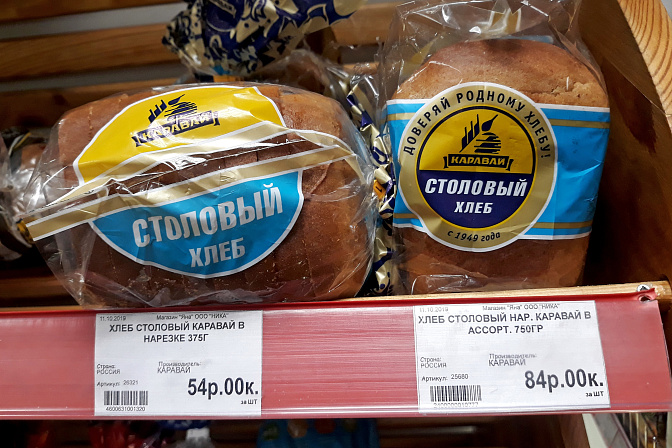 КАРАВАЙ
СТОЛОВЫЙ
ХЛЕБ
ДОВЕРЯЙ РОДНОМУ ХЛЕБУ!
КАРАВАЙ
СТОЛОВЫЙ
ХЛЕБ
с 1949 года
11.10.2019 Магазин "Яна" ООО "НИКА"
ХЛЕБ СТОЛОВЫЙ КАРАВАЙ В
НАРЕЗКЕ 375Г
Страна: Производитель:
РОССИЯ КАРАВАЙ
Артикул: 26321
54р.00к.
за ШТ
4600631001320
11.10.2019 Магазин "Яна" ООО "НИКА"
ХЛЕБ СТОЛОВЫЙ НАР. КАРАВАЙ В
АССОРТ. 750ГР
Страна: Производитель:
РОССИЯ КАРАВАЙ
Артикул: 25680
84р.00к.
за ШТ